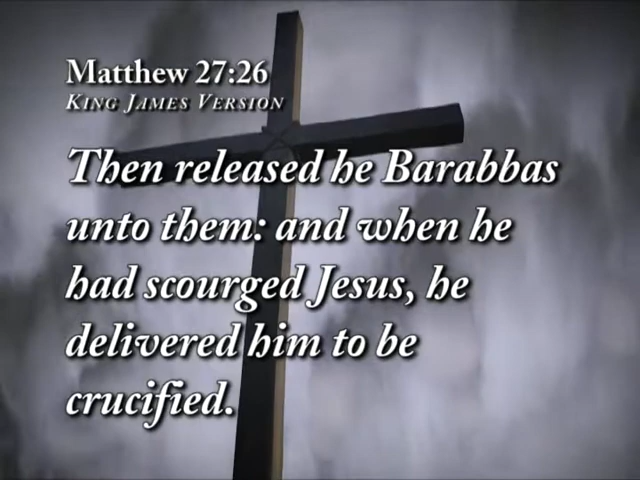 Matthew 27:26
King James Version
Then released he Barabbas
unto them: and when he
had scourged Jesus, he
delivered him to be
crucified.